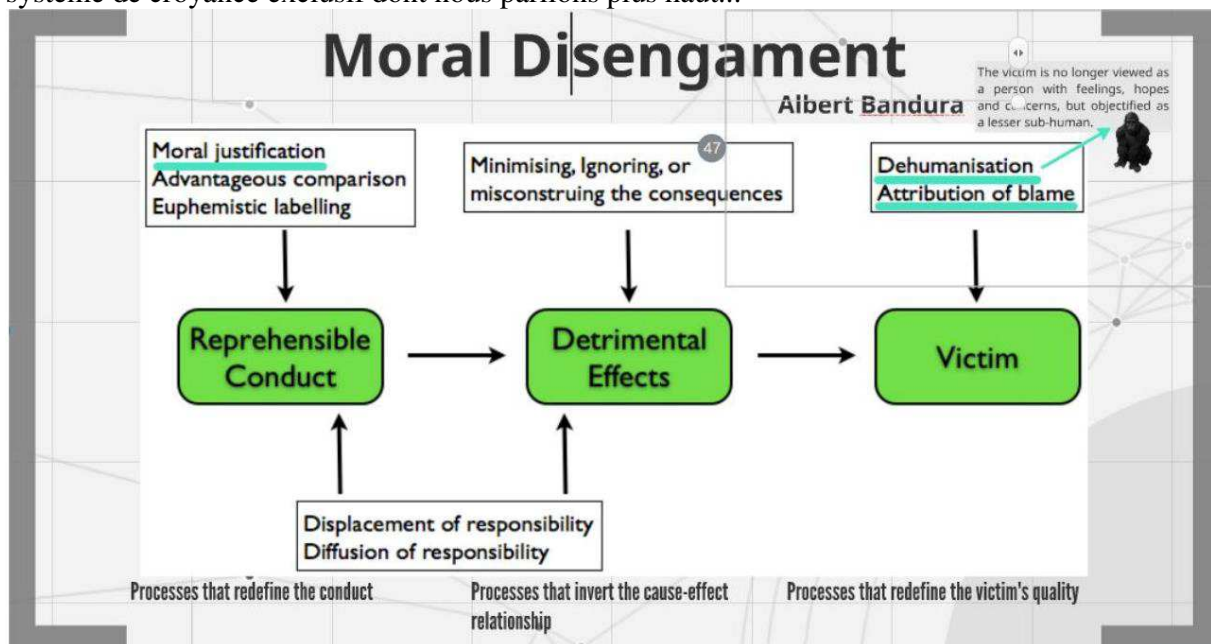 système de croyance exclusif dont nous parlions plus haut...
Moral Disengament
Albert Bandura
The victim is no longer viewed as
a person with feelings, hopes
and concerns, but objectified as
a lesser sub-human.
Moral justification
Advantageous comparison
Euphemistic labelling
47
Minimising, Ignoring, or
misconstruing the consequences
Dehumanisation
Attribution of blame
Reprehensible
Conduct
Detrimental
Effects
Victim
Displacement of responsibility
Diffusion of responsibility
Processes that redefine the conduct
Processes that invert the cause-effect
relationship
Processes that redefine the victim's quality